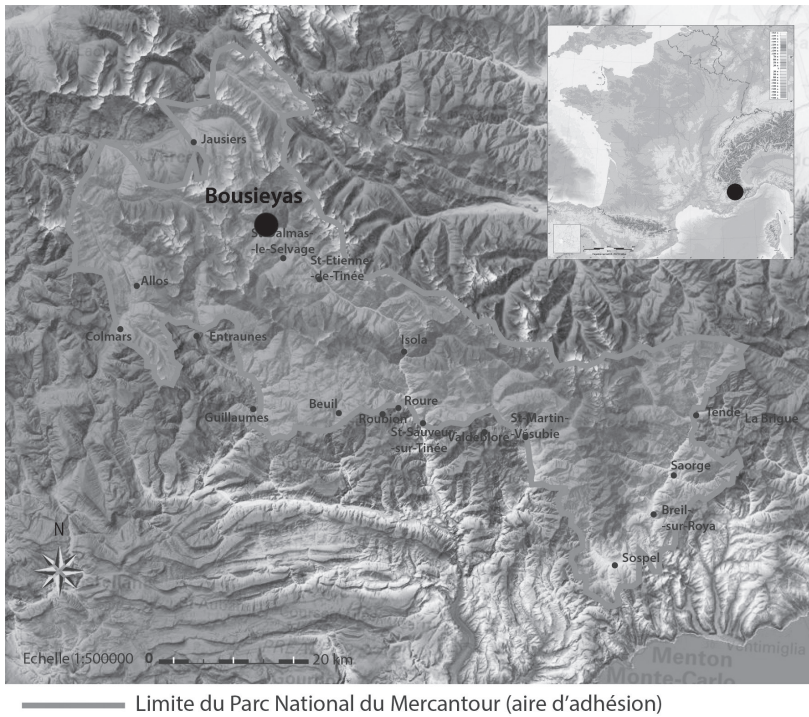 Jausiers
Bousieyas
St-Dalmas-
-le-Selvage
St-Etienne-
-de-Tinée
Allos
Colmars
Entraunes
Isola
Guillaumes
Beuil
Roubion
Roure
St-Sauveur-
-sur-Tinée
Valdeblore
St-Martin-
-Vésubie
Tende
La Brigue
Saorge
Breil-
-sur-Roya
Sospel
N
Echelle 1:500000 0 20 km
Ventimiglia
Menton
Monte-Carlo
Limite du Parc National du Mercantour (aire d'adhésion)